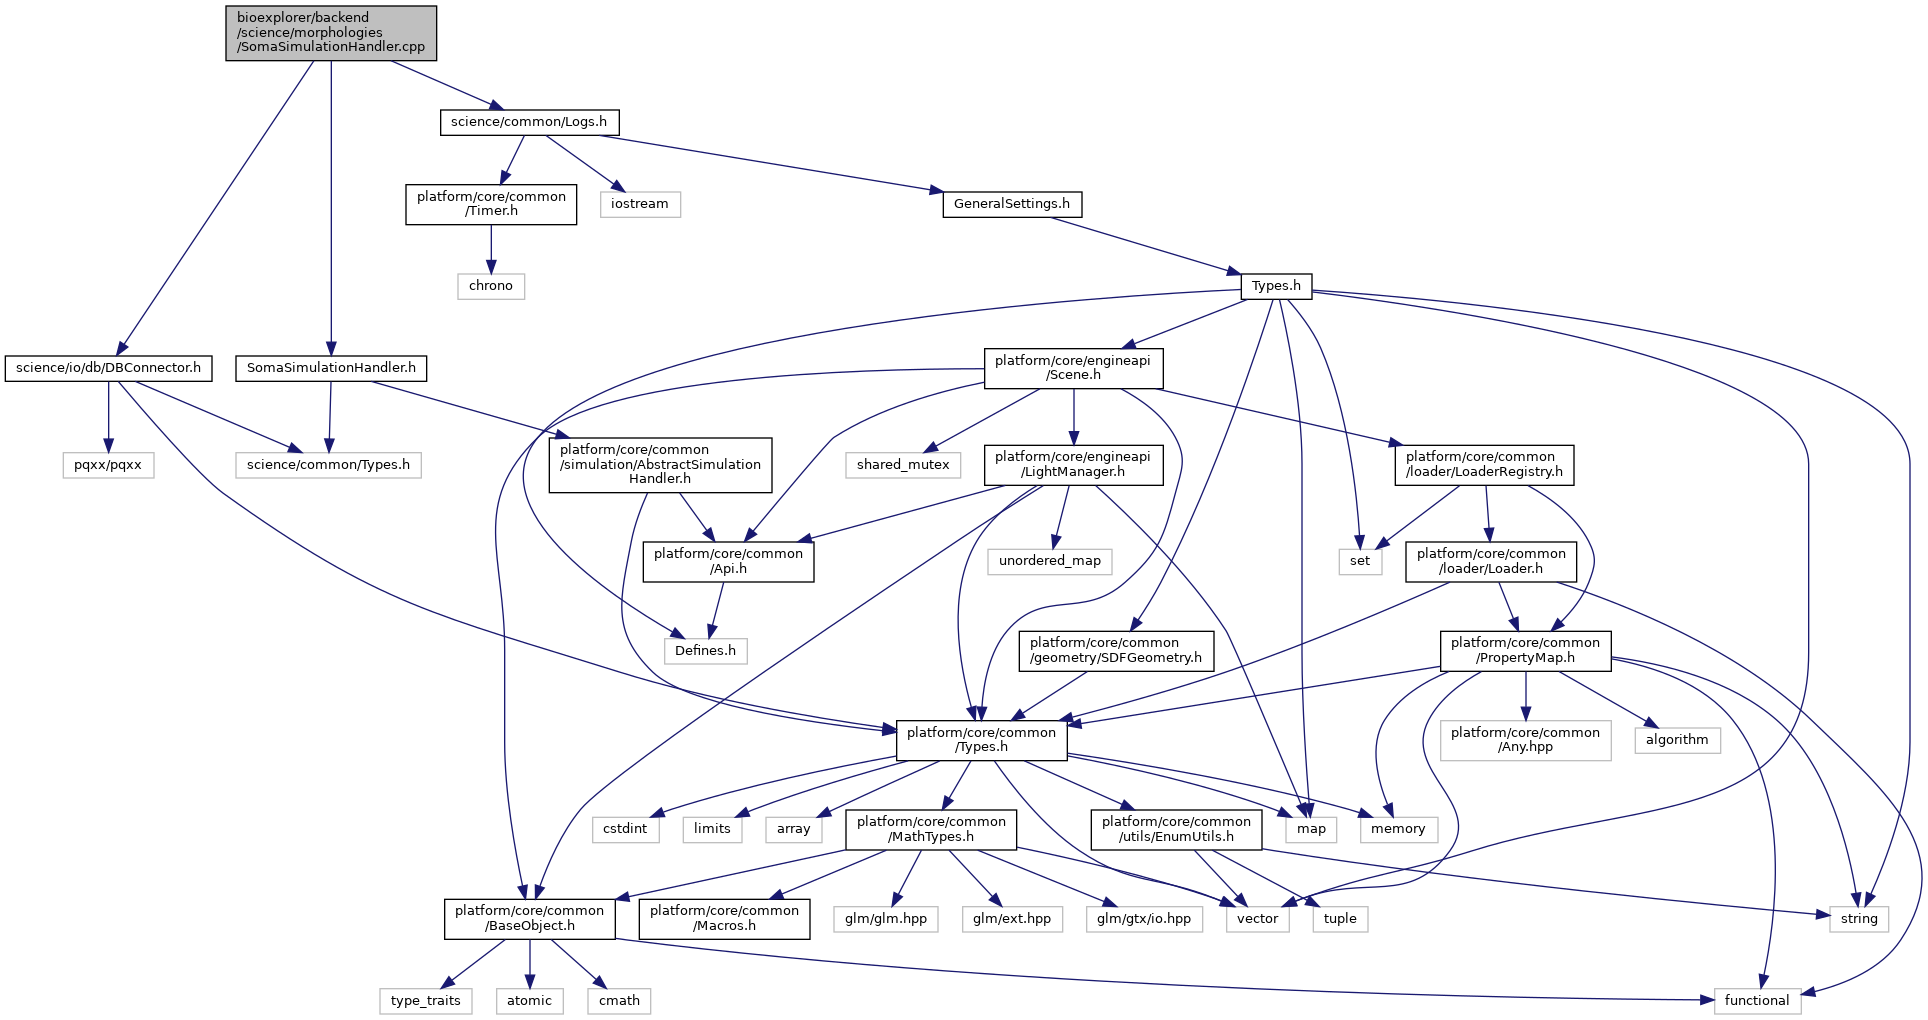 bioexplorer/backend
/science/morphologies
/SomaSimulationHandler.cpp
science/common/Logs.h
platform/core/common
/Timer.h
iostream
GeneralSettings.h
chrono
Types.h
science/io/db/DBConnector.h
SomaSimulationHandler.h
platform/core/engineapi
/Scene.h
pqxx/pqxx
science/common/Types.h
platform/core/common
/simulation/AbstractSimulation
Handler.h
shared_mutex
platform/core/engineapi
/LightManager.h
platform/core/common
/loader/LoaderRegistry.h
platform/core/common
/Api.h
unordered_map
set
platform/core/common
/loader/Loader.h
Defines.h
platform/core/common
/geometry/SDFGeometry.h
platform/core/common
/PropertyMap.h
platform/core/common
/Types.h
platform/core/common
/Any.hpp
algorithm
cstdint
limits
array
platform/core/common
/MathTypes.h
platform/core/common
/utils/EnumUtils.h
map
memory
platform/core/common
/BaseObject.h
platform/core/common
/Macros.h
glm/glm.hpp
glm/ext.hpp
glm/gtx/io.hpp
vector
tuple
string
type_traits
atomic
cmath
functional